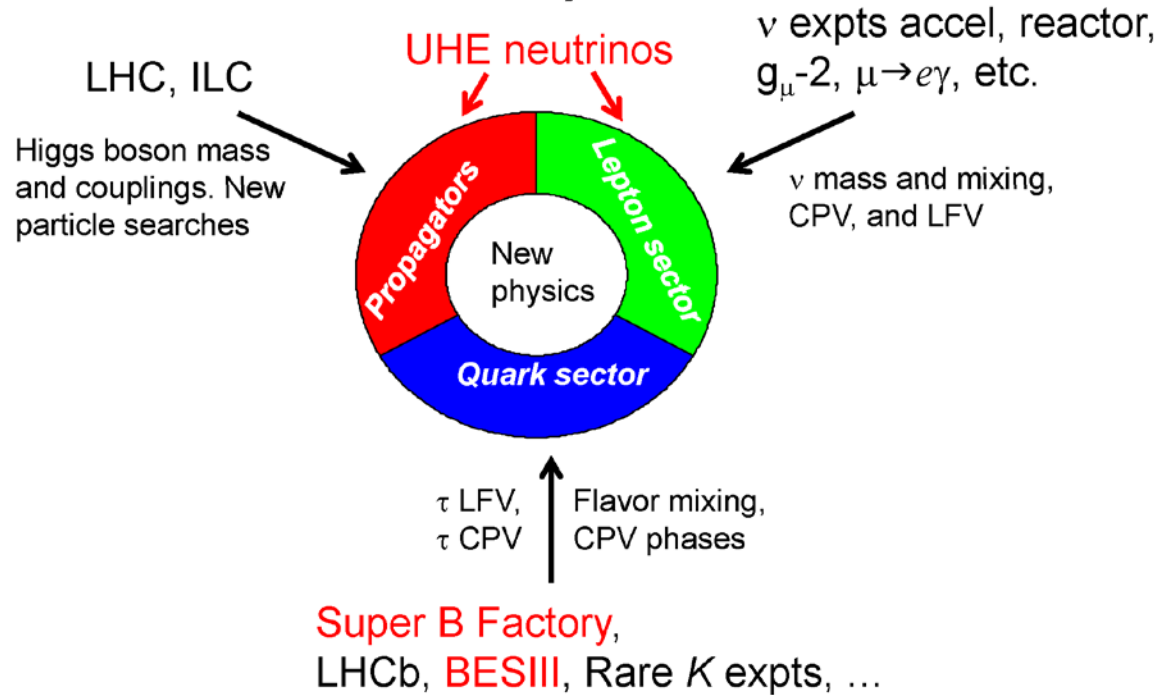 UHE neutrinos
LHC, ILC
ν expts accel, reactor,
gμ-2, μ→eγ, etc.
Higgs boson mass
and couplings. New
particle searches
ν mass and mixing,
CPV, and LFV
Propagators
Lepton sector
New
physics
Quark sector
τ LFV,
τ CPV
Flavor mixing,
CPV phases
Super B Factory,
LHCb, BESIII, Rare K expts, …